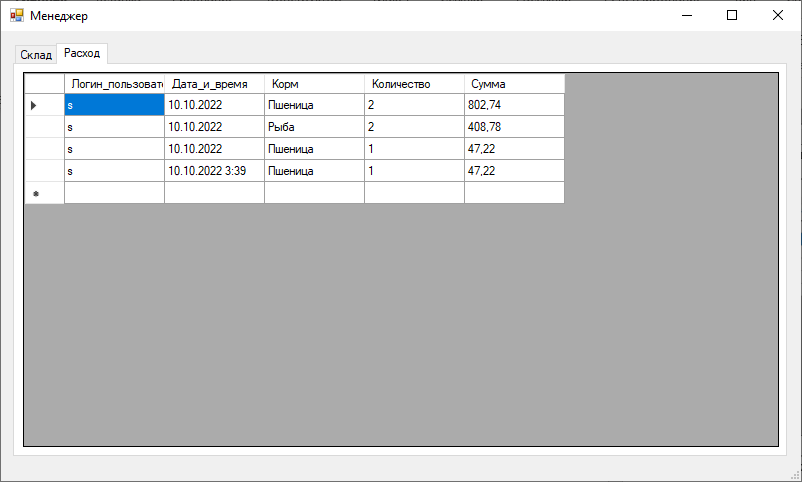 Менеджер
Склад Расход
Логин_пользовате Дата_и_время Корм Количество Сумма
s 10.10.2022 Пшеница 2 802,74
s 10.10.2022 Рыба 2 408,78
s 10.10.2022 Пшеница 1 47,22
s 10.10.2022 3:39 Пшеница 1 47,22